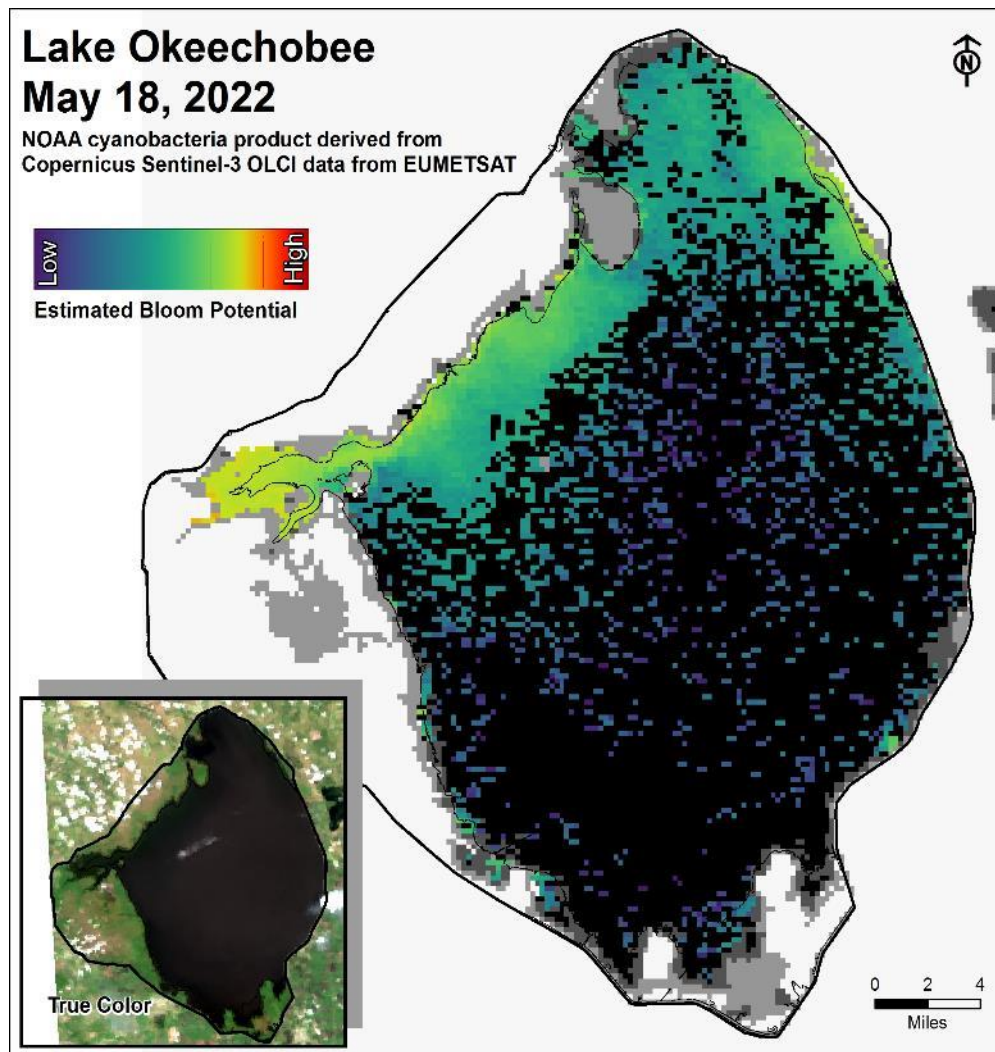 Lake Okeechobee
May 18, 2022
NOAA cyanobacteria product derived from
Copernicus Sentinel-3 OLCI data from EUMETSAT
N
Low
High
Estimated Bloom Potential
True Color
0 2 4
Miles